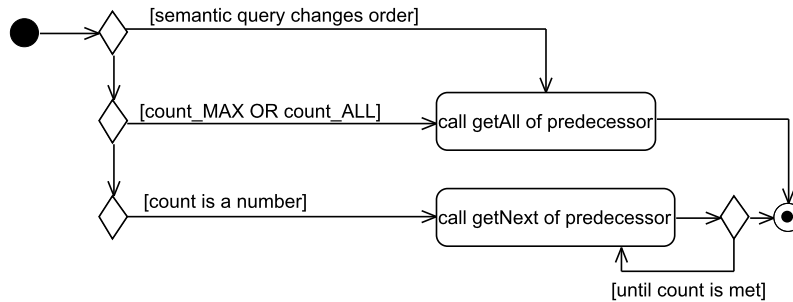 [semantic query changes order]
[count_MAX OR count_ALL]
call getAll of predecessor
[count is a number]
call getNext of predecessor
[until count is met]